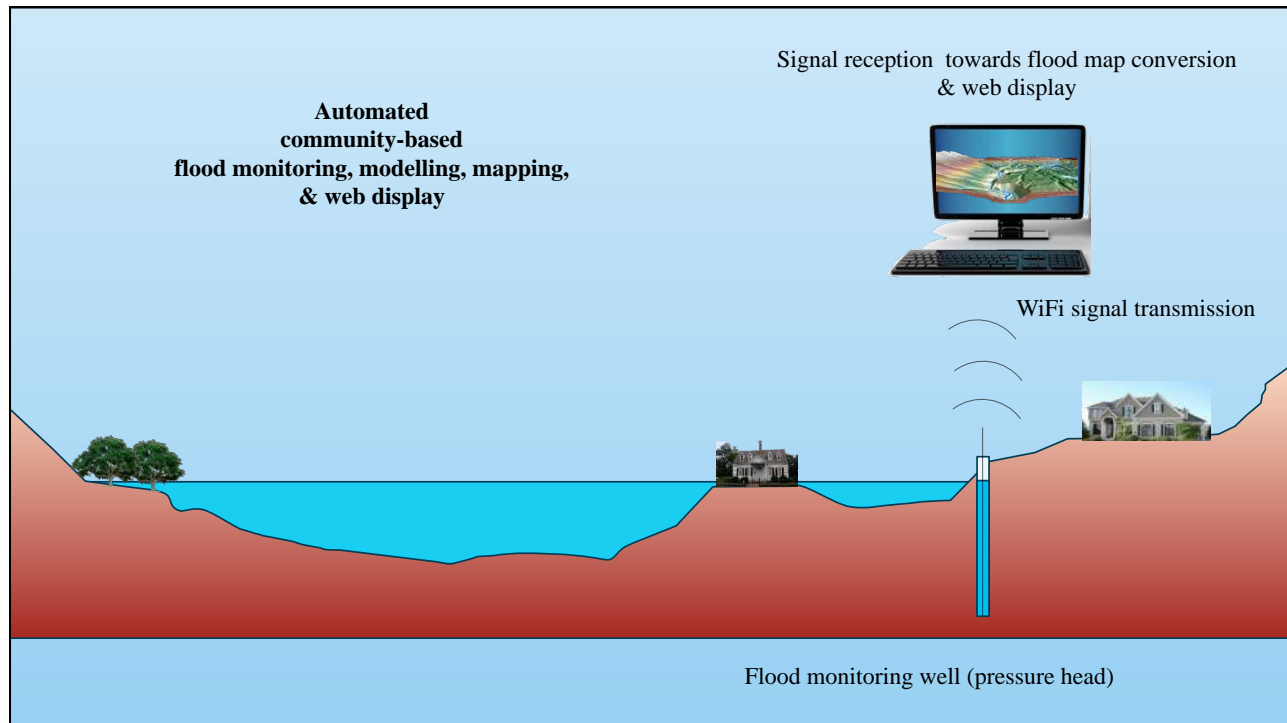 Automated
community-based
flood monitoring, modelling, mapping,
& web display
Signal reception towards flood map conversion
& web display
WiFi signal transmission
Flood monitoring well (pressure head)